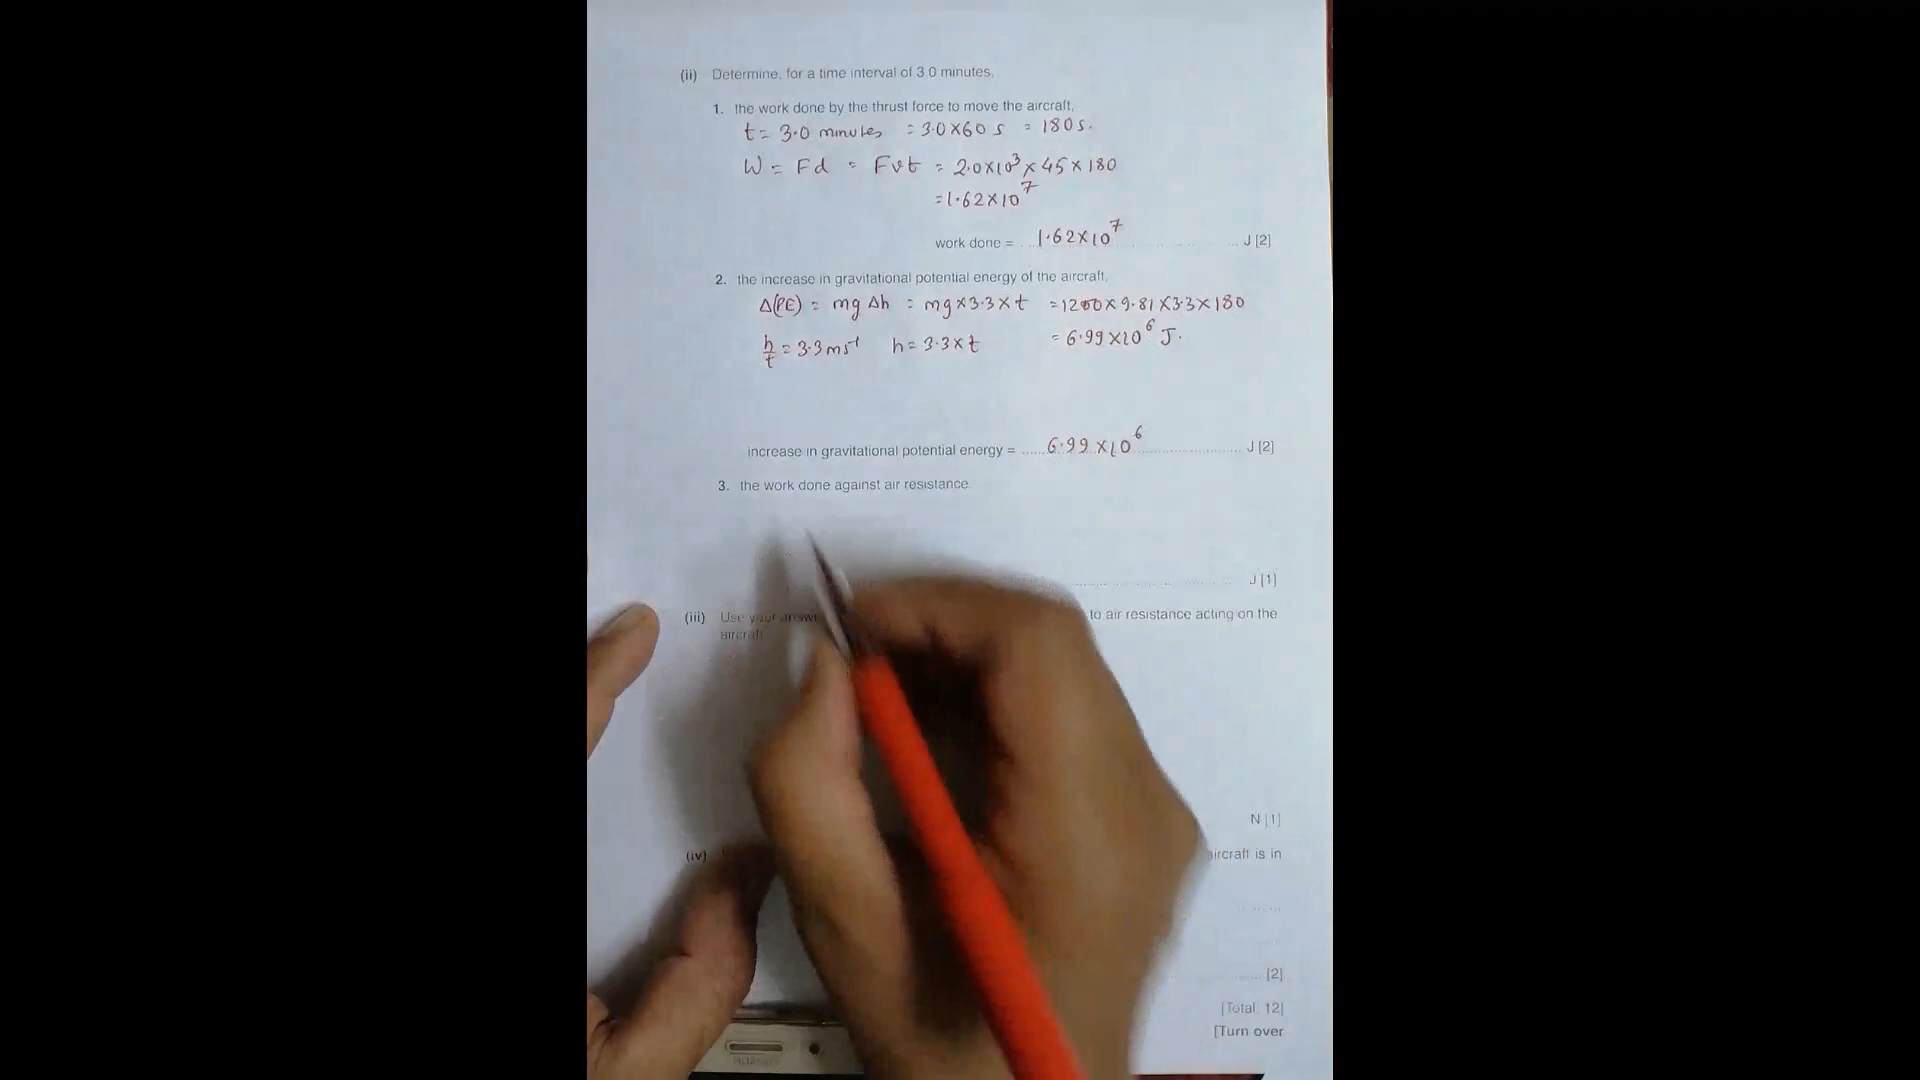 (ii) Determine, for a time interval of 3.0 minutes,
1. the work done by the thrust force to move the aircraft,
t = 3.0 minutes = 3.0×60 s = 180 s.
W = Fd = Fvt = 2.0×10³ × 45 × 180
= 1.62×10⁷
work done = ... 1.62×10⁷ ... J [2]
2. the increase in gravitational potential energy of the aircraft,
Δ(PE) = mgΔh = mg×3.3×t = 1200×9.81×3.3×180
h/t = 3.3 ms⁻¹ h = 3.3×t = 6.99×10⁶ J.
increase in gravitational potential energy = ... 6.99×10⁶ ... J [2]
3. the work done against air resistance.
J [1]
(iii) Use your to air resistance acting on the
aircraft
N [1]
(iv) aircraft is in
[2]
[Total: 12]
[Turn over